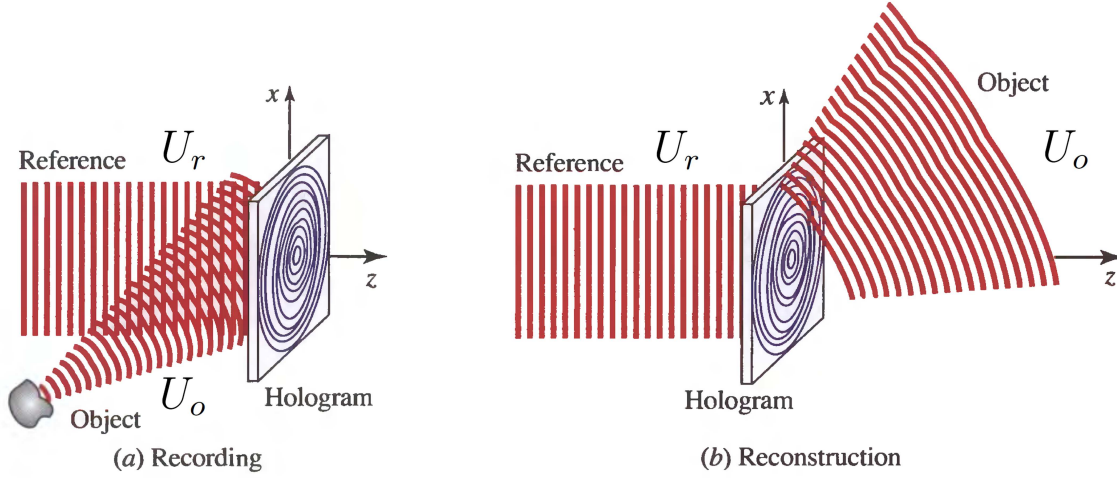 x
Reference U_r
z
U_o
Object
Hologram
(a) Recording
x
Object
Reference U_r
U_o
z
Hologram
(b) Reconstruction